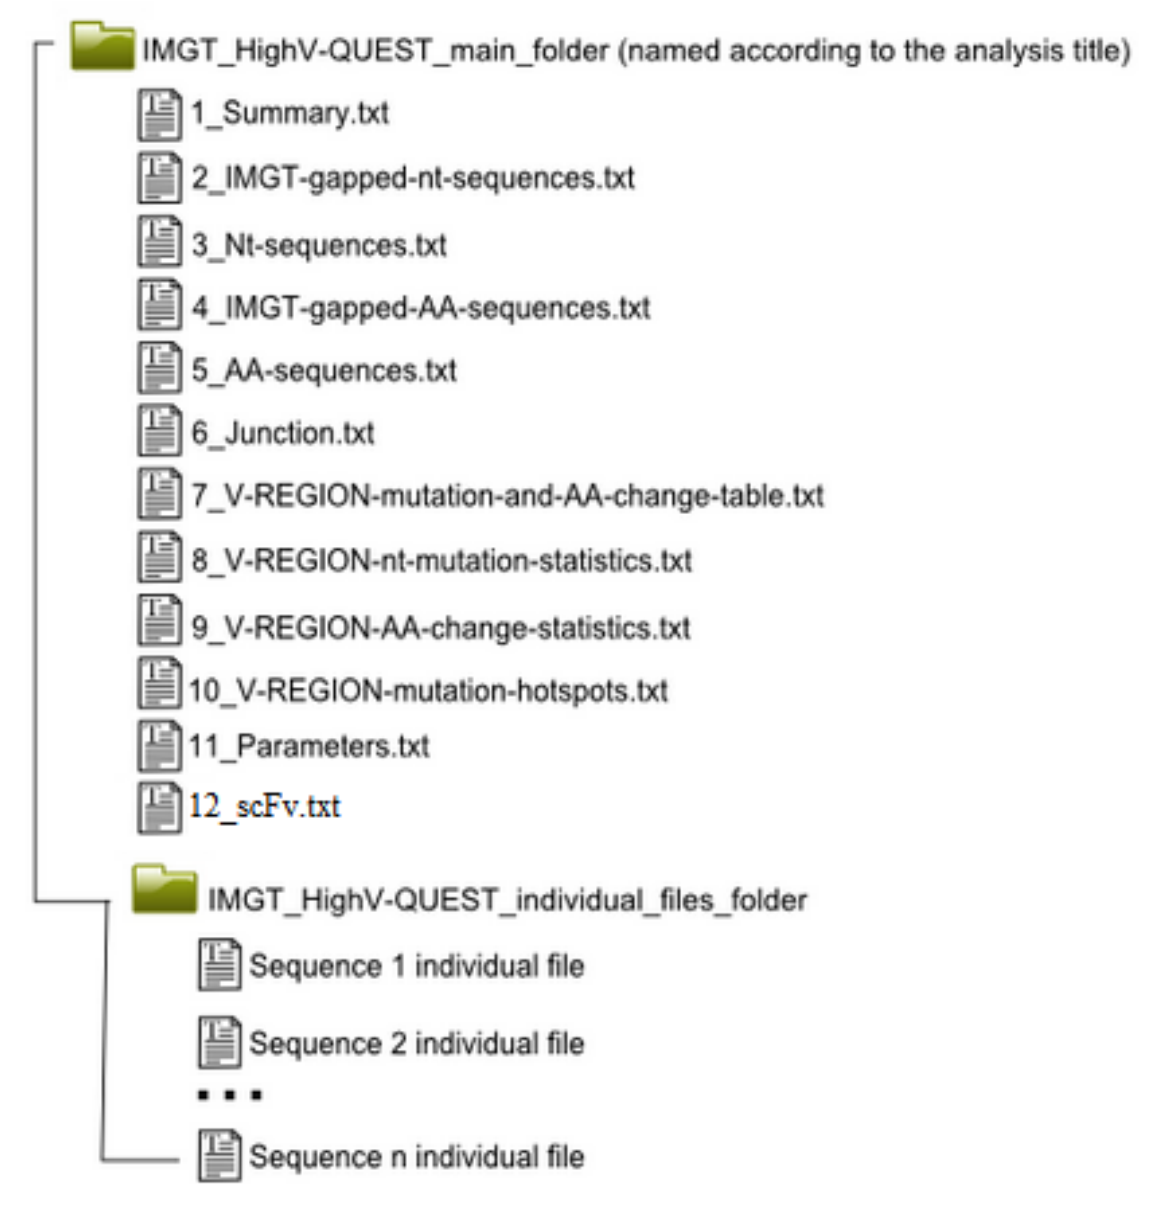 IMGT_HighV-QUEST_main_folder (named according to the analysis title)
1_Summary.txt
2_IMGT-gapped-nt-sequences.txt
3_Nt-sequences.txt
4_IMGT-gapped-AA-sequences.txt
5_AA-sequences.txt
6_Junction.txt
7_V-REGION-mutation-and-AA-change-table.txt
8_V-REGION-nt-mutation-statistics.txt
9_V-REGION-AA-change-statistics.txt
10_V-REGION-mutation-hotspots.txt
11_Parameters.txt
12_scFv.txt
IMGT_HighV-QUEST_individual_files_folder
Sequence 1 individual file
Sequence 2 individual file
...
Sequence n individual file